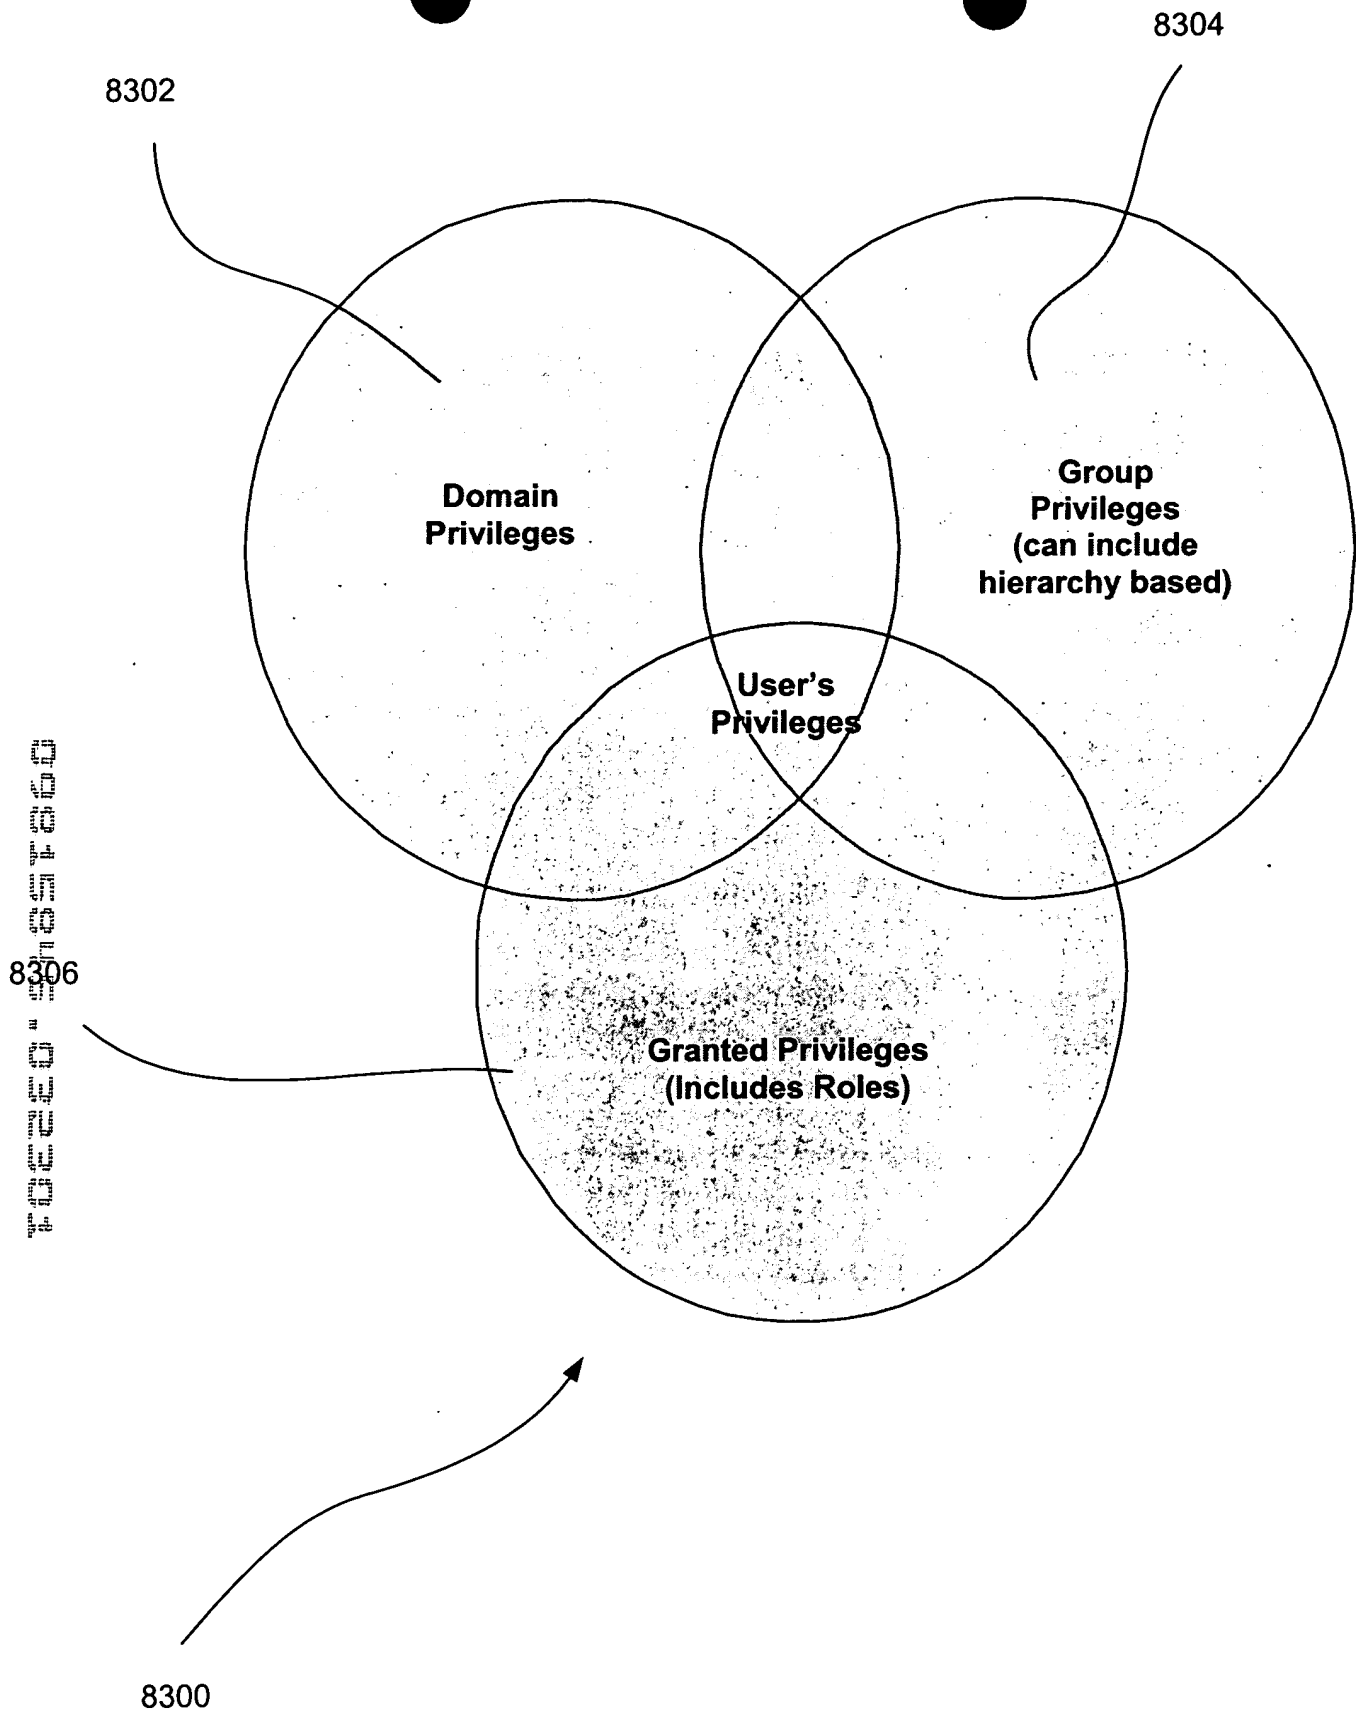 8304
8302
Domain
Privileges
Group
Privileges
(can include
hierarchy based)
User's
Privileges
8306
Granted Privileges
(Includes Roles)
8300